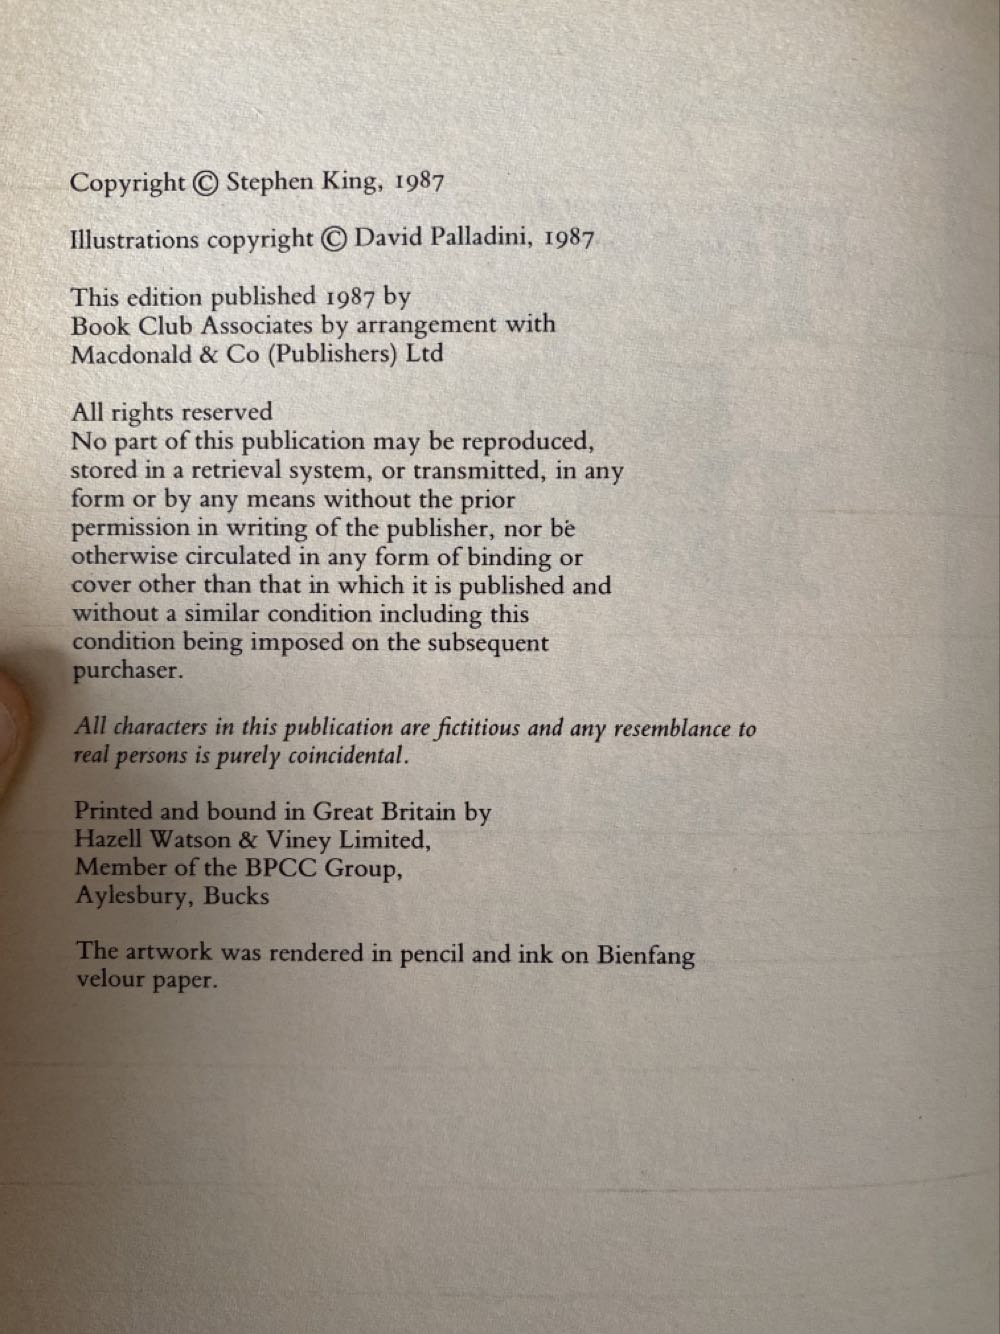 Copyright © Stephen King, 1987
Illustrations copyright © David Palladini, 1987
This edition published 1987 by
Book Club Associates by arrangement with
Macdonald & Co (Publishers) Ltd
All rights reserved
No part of this publication may be reproduced,
stored in a retrieval system, or transmitted, in any
form or by any means without the prior
permission in writing of the publisher, nor be
otherwise circulated in any form of binding or
cover other than that in which it is published and
without a similar condition including this
condition being imposed on the subsequent
purchaser.
All characters in this publication are fictitious and any resemblance to
real persons is purely coincidental.
Printed and bound in Great Britain by
Hazell Watson & Viney Limited,
Member of the BPCC Group,
Aylesbury, Bucks
The artwork was rendered in pencil and ink on Bienfang
velour paper.